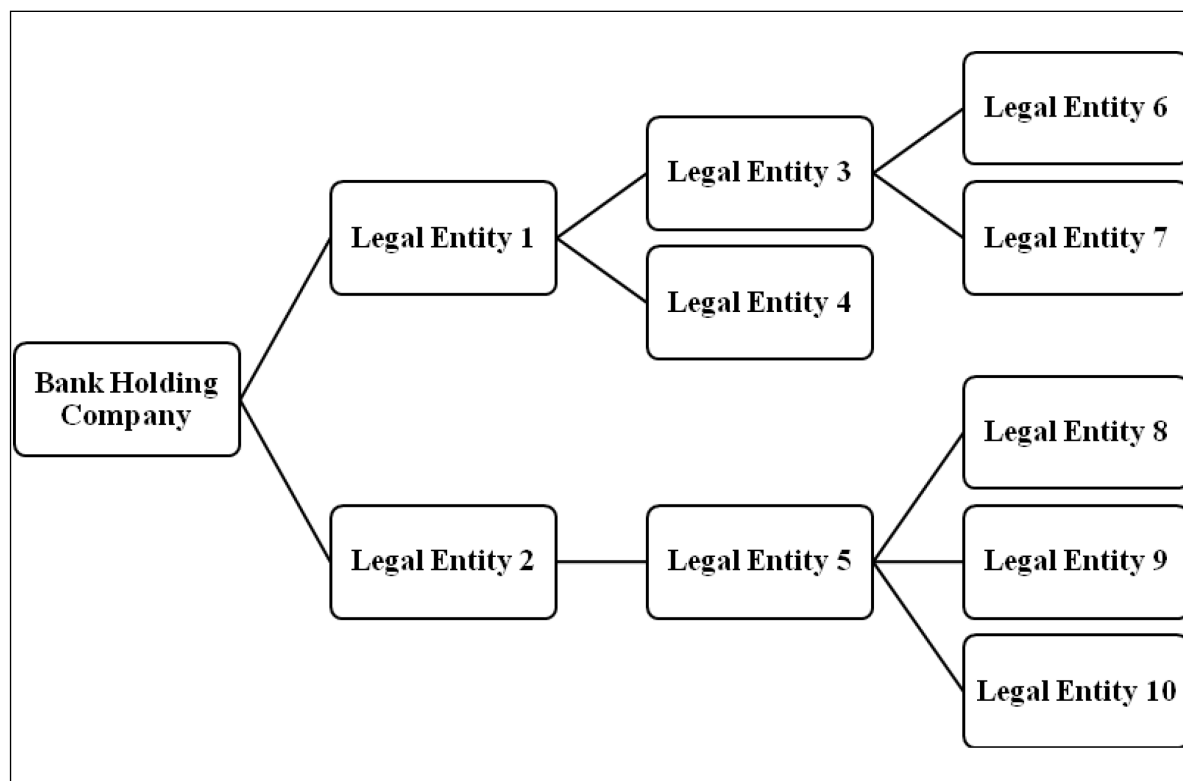 Legal Entity 6
Legal Entity 3
Legal Entity 1
Legal Entity 7
Legal Entity 4
Bank Holding
Company
Legal Entity 8
Legal Entity 2
Legal Entity 5
Legal Entity 9
Legal Entity 10